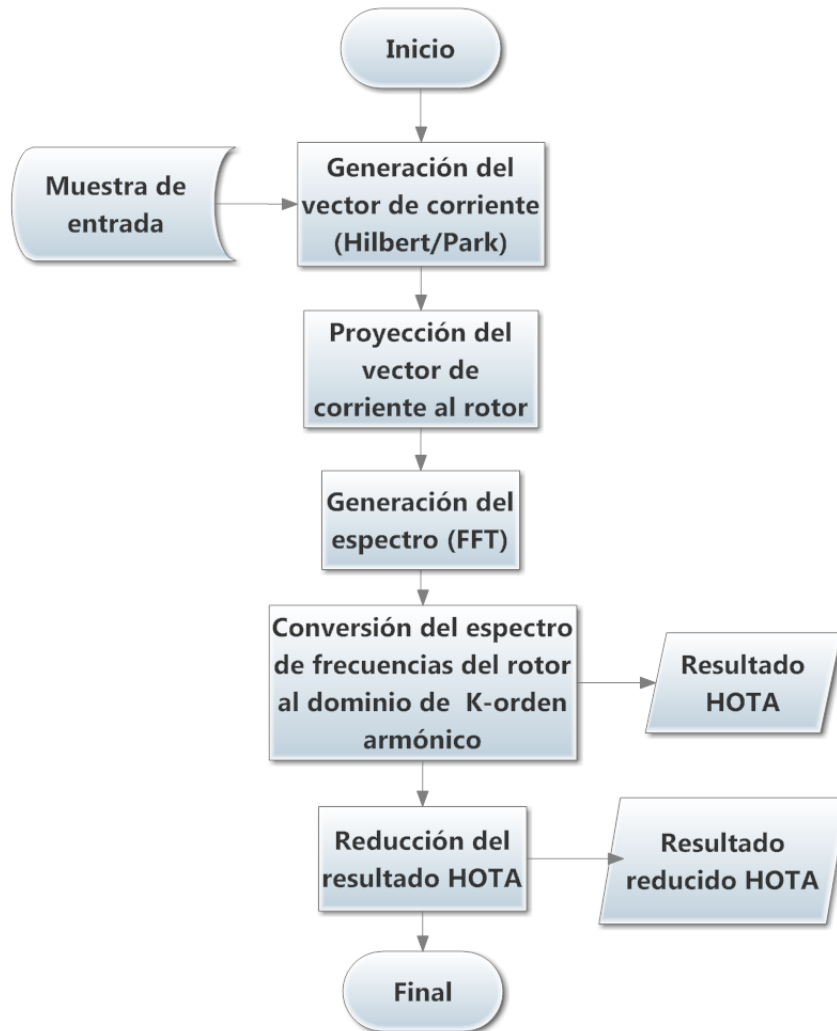 Inicio
Muestra de
entrada
Generación del
vector de corriente
(Hilbert/Park)
Proyección del
vector de
corriente al rotor
Generación del
espectro (FFT)
Conversión del espectro
de frecuencias del rotor
al dominio de K-orden
armónico
Resultado
HOTA
Reducción del
resultado HOTA
Resultado
reducido HOTA
Final